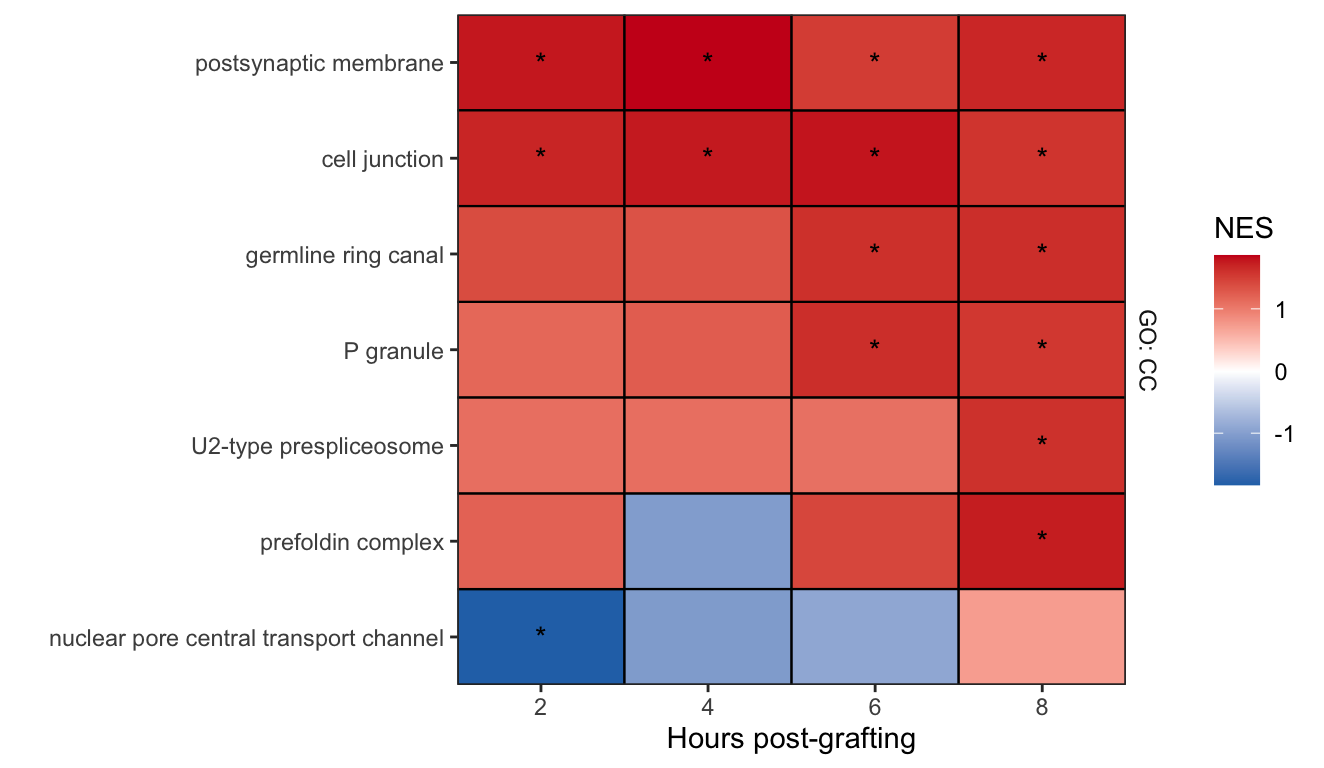 postsynaptic membrane * * * *
cell junction * * * *
germline ring canal * *
P granule * *
U2-type prespliceosome *
prefoldin complex *
nuclear pore central transport channel *
2 4 6 8
Hours post-grafting
GO: CC
NES
1
0
-1